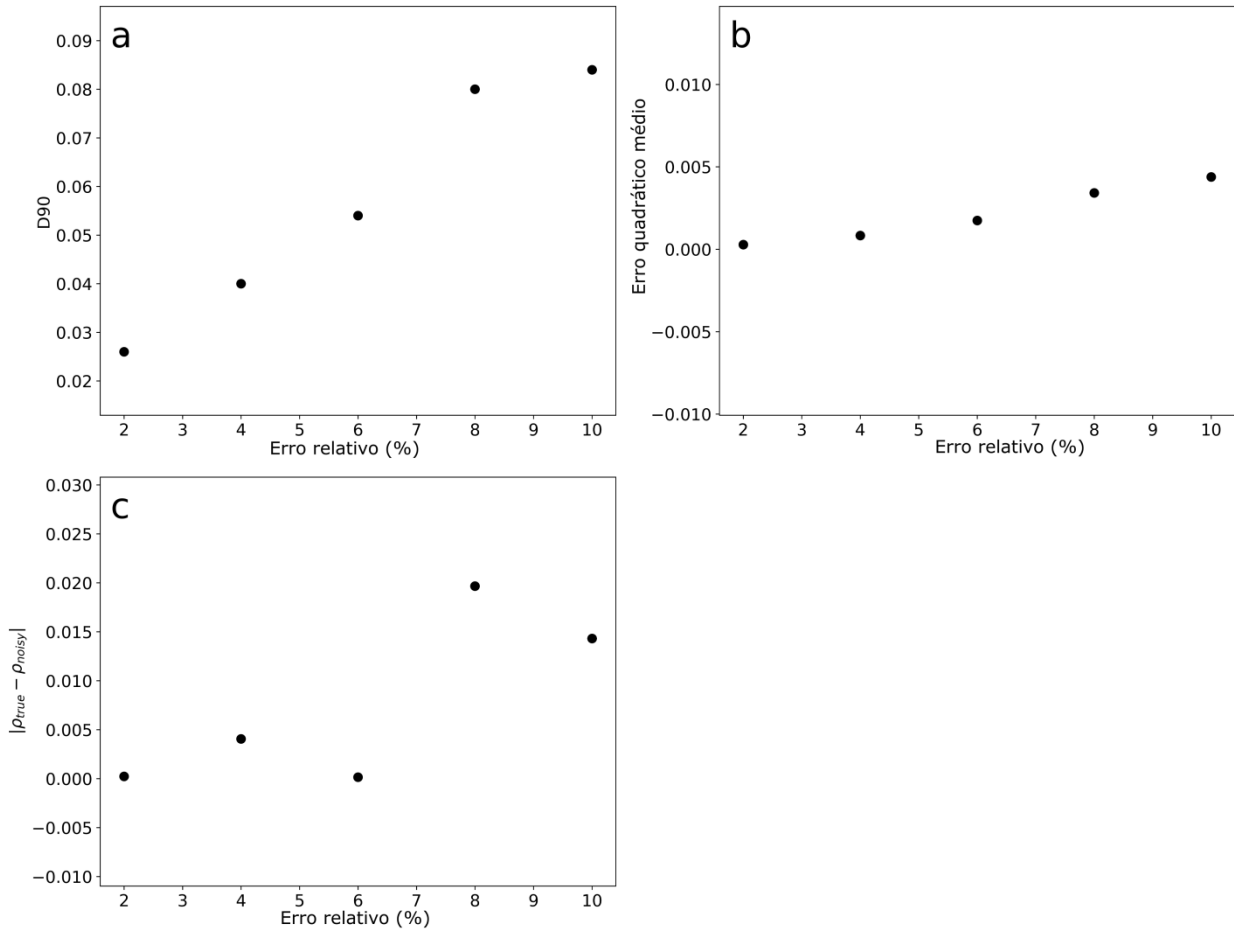 a
0.09
0.08
0.07
0.06
0.05
0.04
0.03
0.02
D90
2 3 4 5 6 7 8 9 10
Erro relativo (%)
b
0.010
0.005
0.000
−0.005
−0.010
Erro quadrático médio
2 3 4 5 6 7 8 9 10
Erro relativo (%)
c
0.030
0.025
0.020
0.015
0.010
0.005
0.000
−0.005
−0.010
|ρ_true − ρ_noisy|
2 3 4 5 6 7 8 9 10
Erro relativo (%)